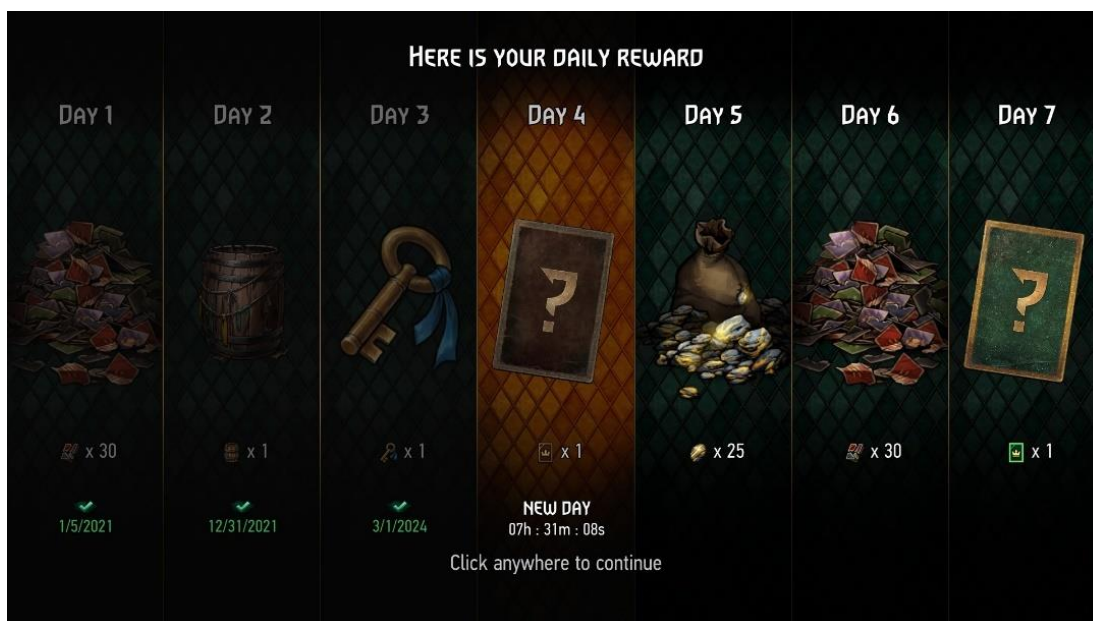 HERE IS YOUR DAILY REWARD
DAY 1
DAY 2
DAY 3
DAY 4
DAY 5
DAY 6
DAY 7
?
?
x 30
x 1
x 1
x 1
x 25
x 30
x 1
1/5/2021
12/31/2021
3/1/2024
NEW DAY
07h : 31m : 08s
Click anywhere to continue